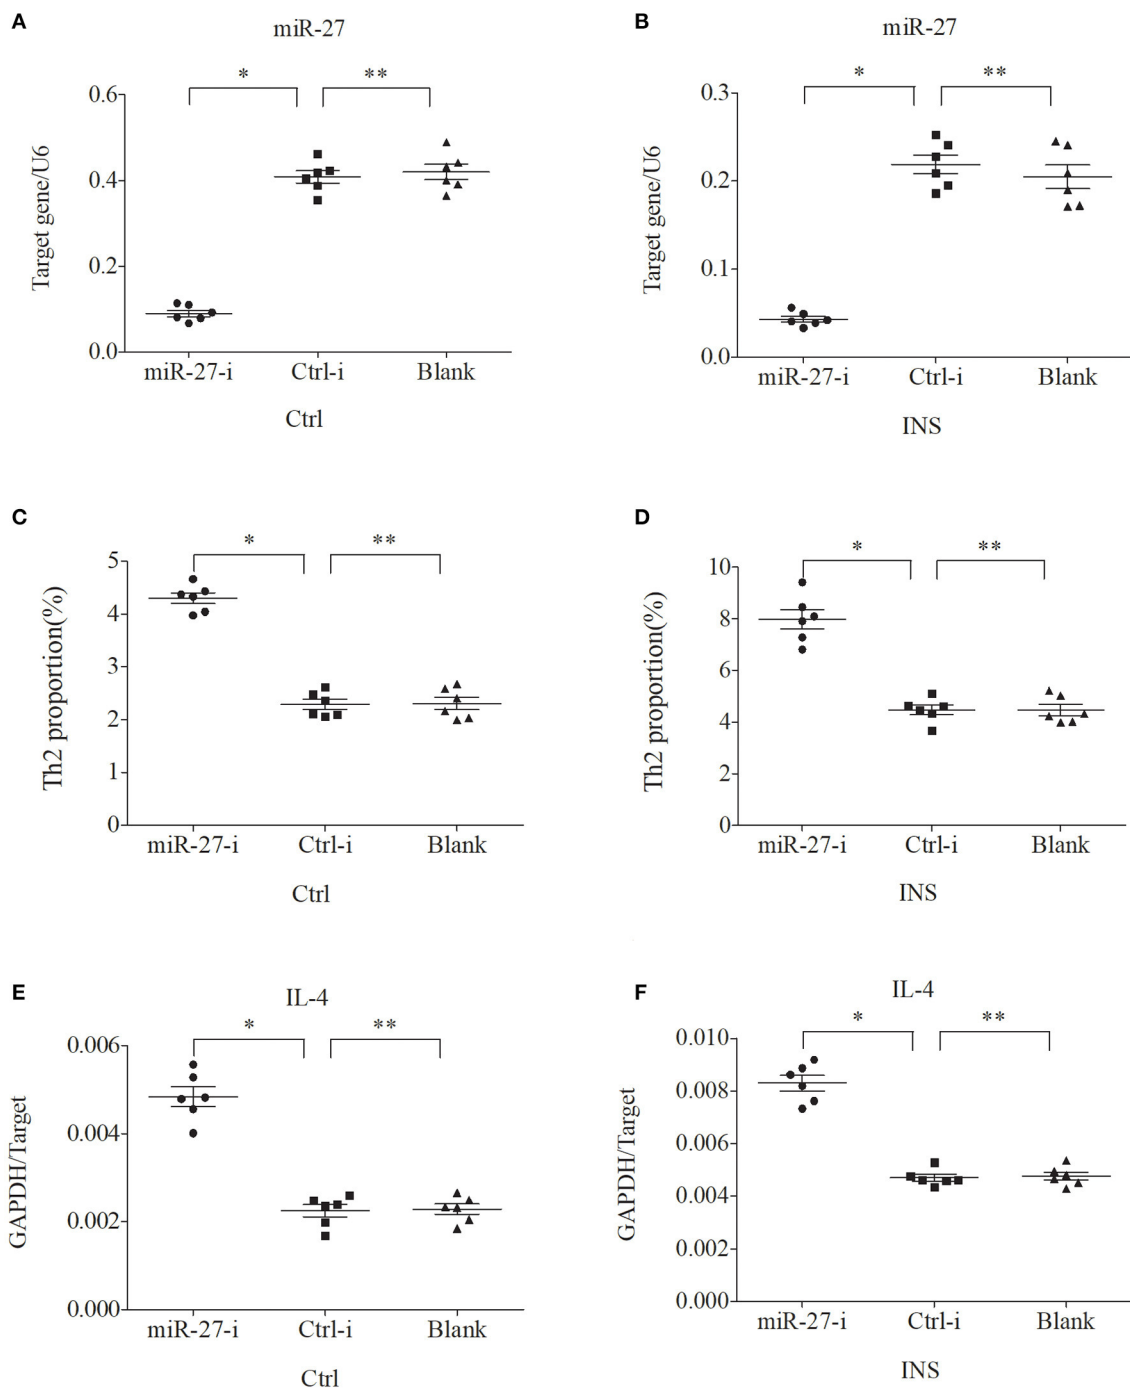 A
miR-27
* **
0.6
0.4
0.2
0.0
Target gene/U6
miR-27-i Ctrl-i Blank
Ctrl
B
miR-27
* **
0.3
0.2
0.1
0.0
Target gene/U6
miR-27-i Ctrl-i Blank
INS
C
* **
5
4
3
2
1
0
Th2 proportion(%)
miR-27-i Ctrl-i Blank
Ctrl
D
* **
10
8
6
4
2
0
Th2 proportion(%)
miR-27-i Ctrl-i Blank
INS
E
IL-4
* **
0.006
0.004
0.002
0.000
GAPDH/Target
miR-27-i Ctrl-i Blank
Ctrl
F
IL-4
* **
0.010
0.008
0.006
0.004
0.002
0.000
GAPDH/Target
miR-27-i Ctrl-i Blank
INS